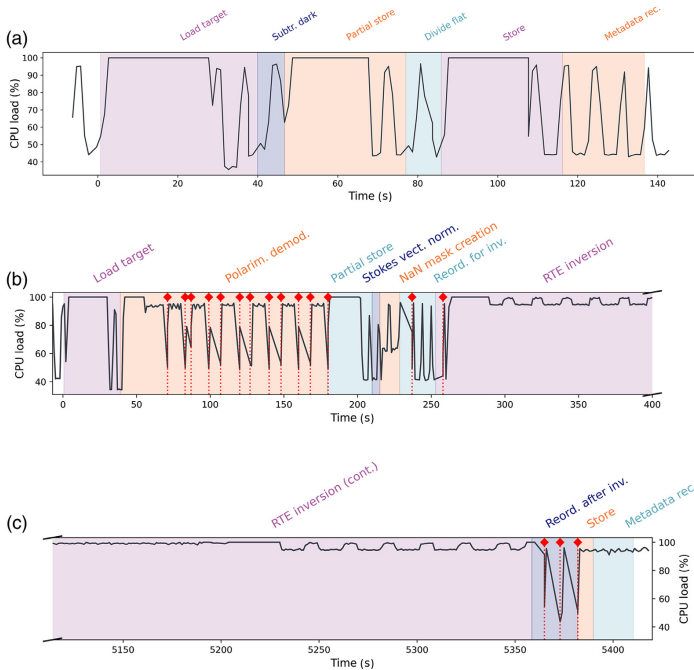 (a)
Load target
Subtr. dark
Partial store
Divide flat
Store
Metadata rec.
CPU load (%)
100
90
80
70
60
50
40
0
20
40
60
80
100
120
140
Time (s)
(b)
Load target
Polarim. demod.
Partial store
Stokes vect. norm.
NaN mask creation
Reord. for inv.
RTE inversion
CPU load (%)
100
80
60
40
0
50
100
150
200
250
300
350
400
Time (s)
(c)
RTE inversion (cont.)
Reord. after inv.
Store
Metadata rec.
100
80
60
40
CPU load (%)
5150
5200
5250
5300
5350
5400
Time (s)